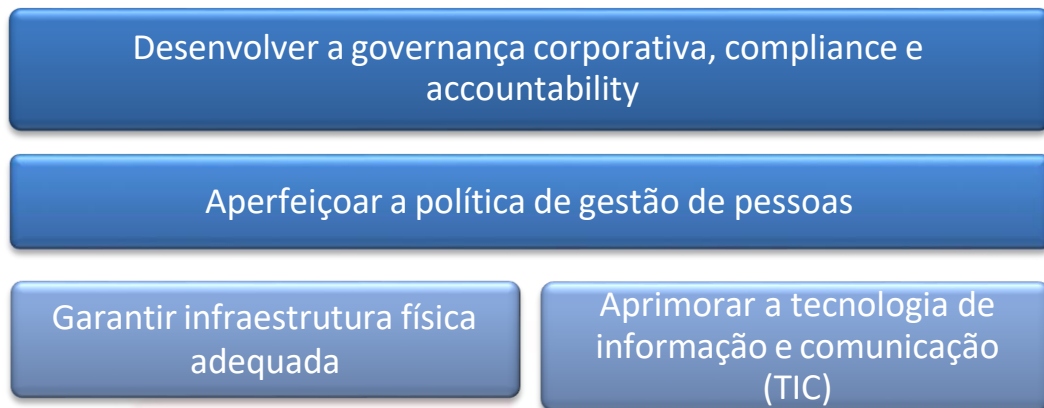 Desenvolver a governança corporativa, compliance e
accountability
Aperfeiçoar a política de gestão de pessoas
Garantir infraestrutura física
adequada
Aprimorar a tecnologia de
informação e comunicação
(TIC)